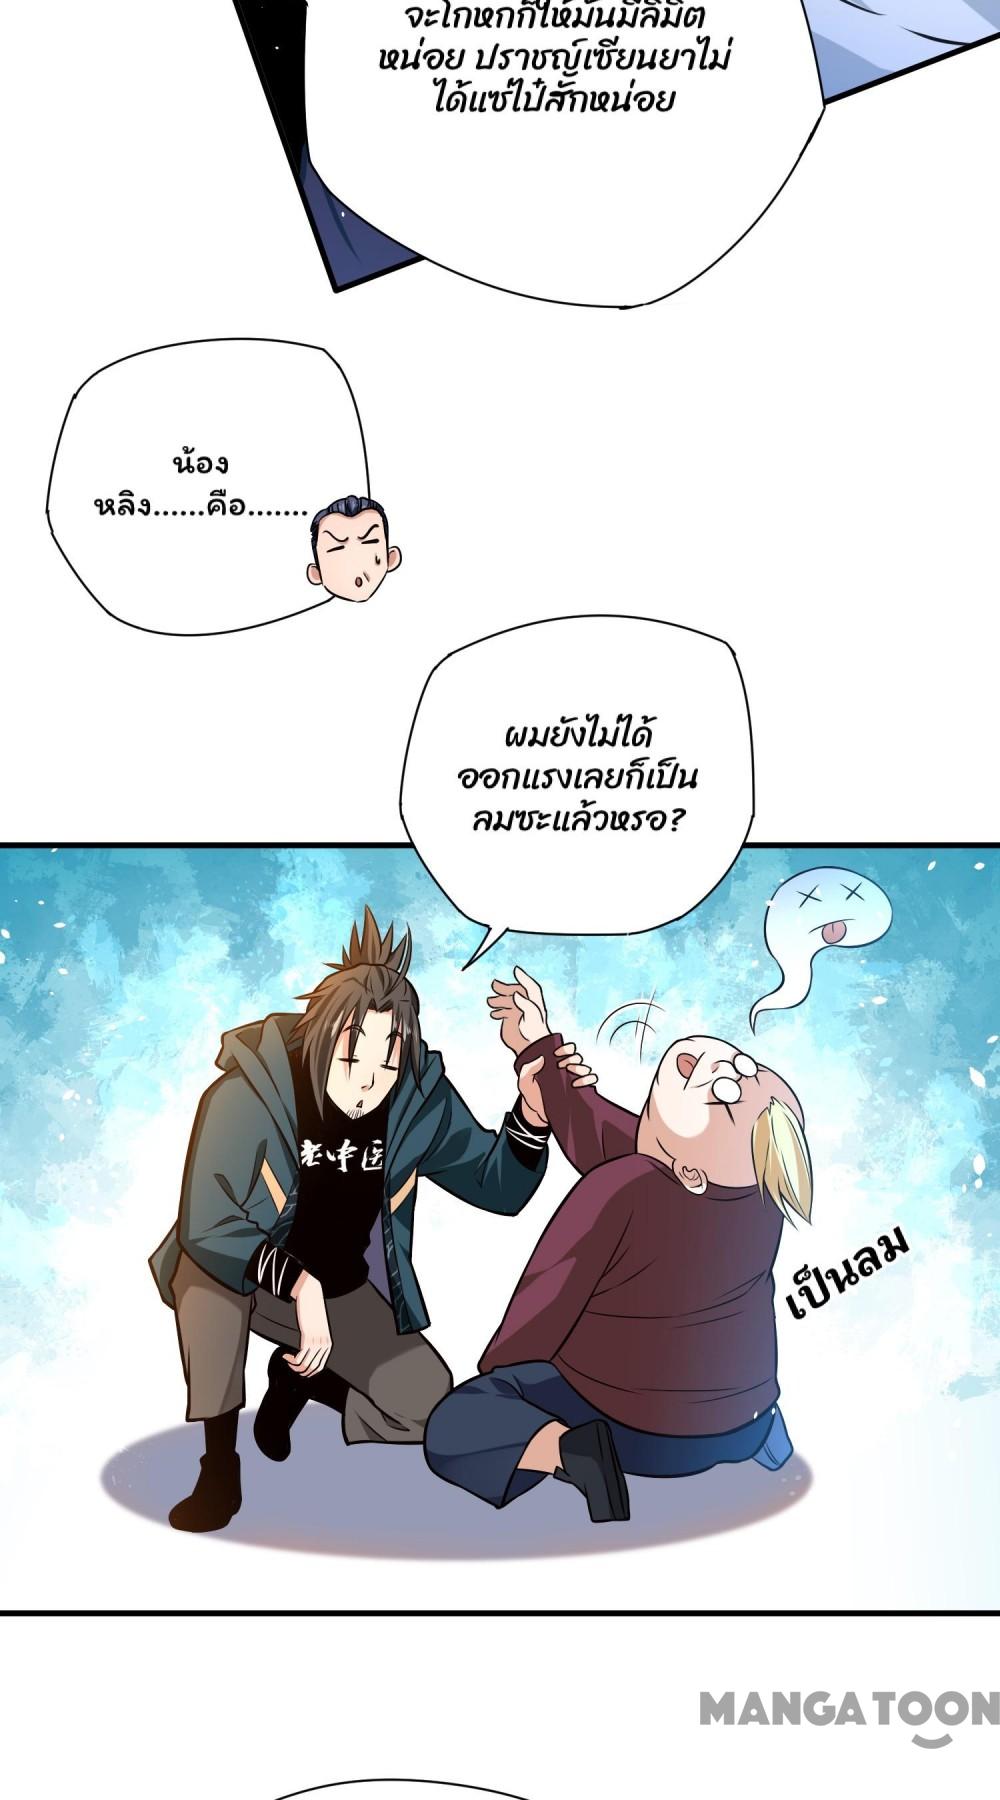 จะโกหกก็ให้มันมีลิมิต
หน่อย ปราชญ์เซียนยาไม่
ได้แซ่ไป๋สักหน่อย
น้อง
หลิง......คือ.......
ผมยังไม่ได้
ออกแรงเลยก็เป็น
ลมซะแล้วหรอ?
老中医
เป็นลม
MANGATOON